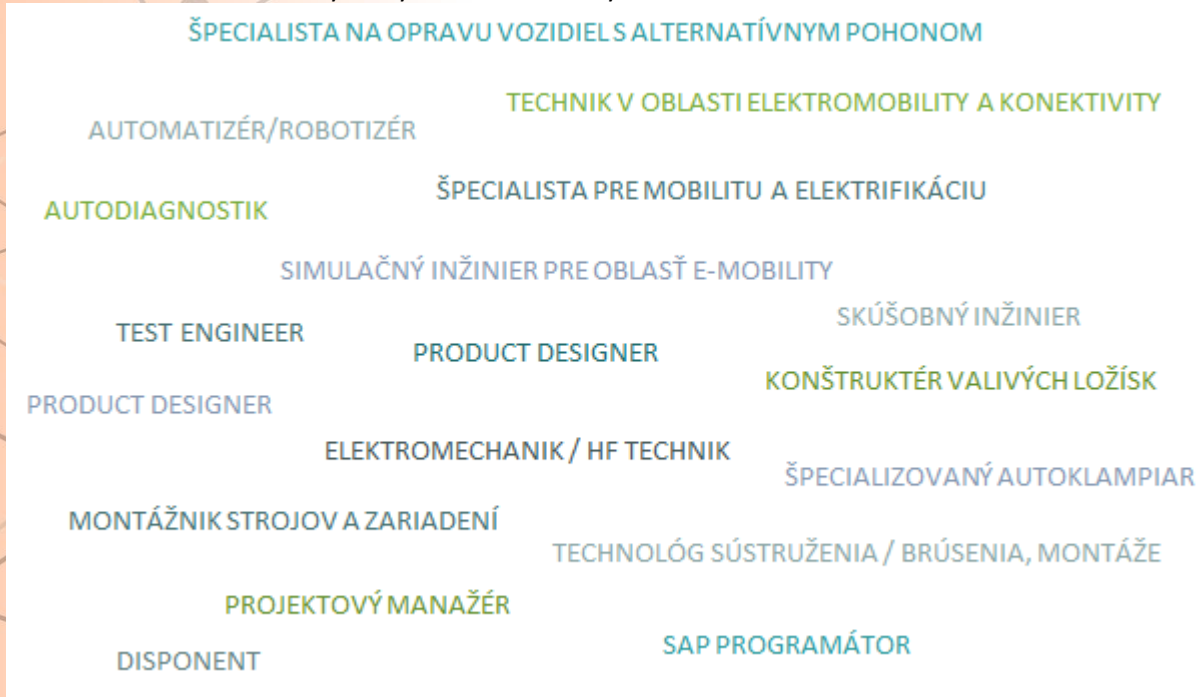 ŠPECIALISTA NA OPRAVU VOZIDIEL S ALTERNATÍVNYM POHONOM
TECHNIK V OBLASTI ELEKTROMOBILITY A KONEKTIVITY
AUTOMATIZÉR/ROBOTIZÉR
ŠPECIALISTA PRE MOBILITU A ELEKTRIFIKÁCIU
AUTODIAGNOSTIK
SIMULAČNÝ INŽINIER PRE OBLASŤ E-MOBILITY
SKÚŠOBNÝ INŽINIER
TEST ENGINEER
PRODUCT DESIGNER
KONŠTRUKTÉR VALIVÝCH LOŽÍSK
PRODUCT DESIGNER
ELEKTROMECHANIK / HF TECHNIK
ŠPECIALIZOVANÝ AUTOKLAMPIAR
MONTÁŽNIK STROJOV A ZARIADENÍ
TECHNOLÓG SÚSTRUŽENIA / BRÚSENIA, MONTÁŽE
PROJEKTOVÝ MANAŽÉR
SAP PROGRAMÁTOR
DISPONENT